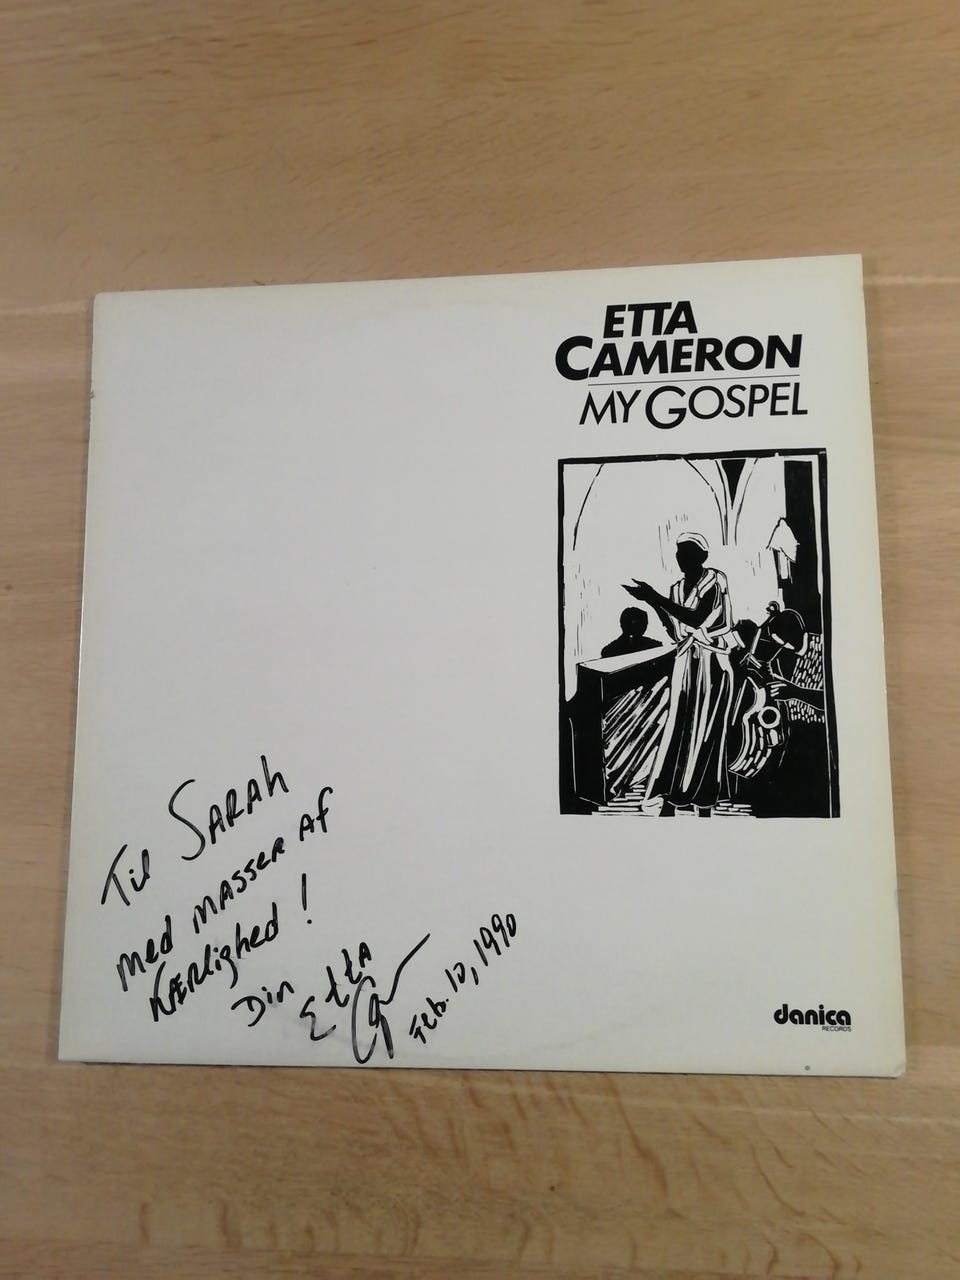 ETTA
CAMERON
MY GOSPEL
Til SARAh
Med MASSER Af
KÆRlighed !
Din EttA
Feb. 10, 1990
danica
RECORDS